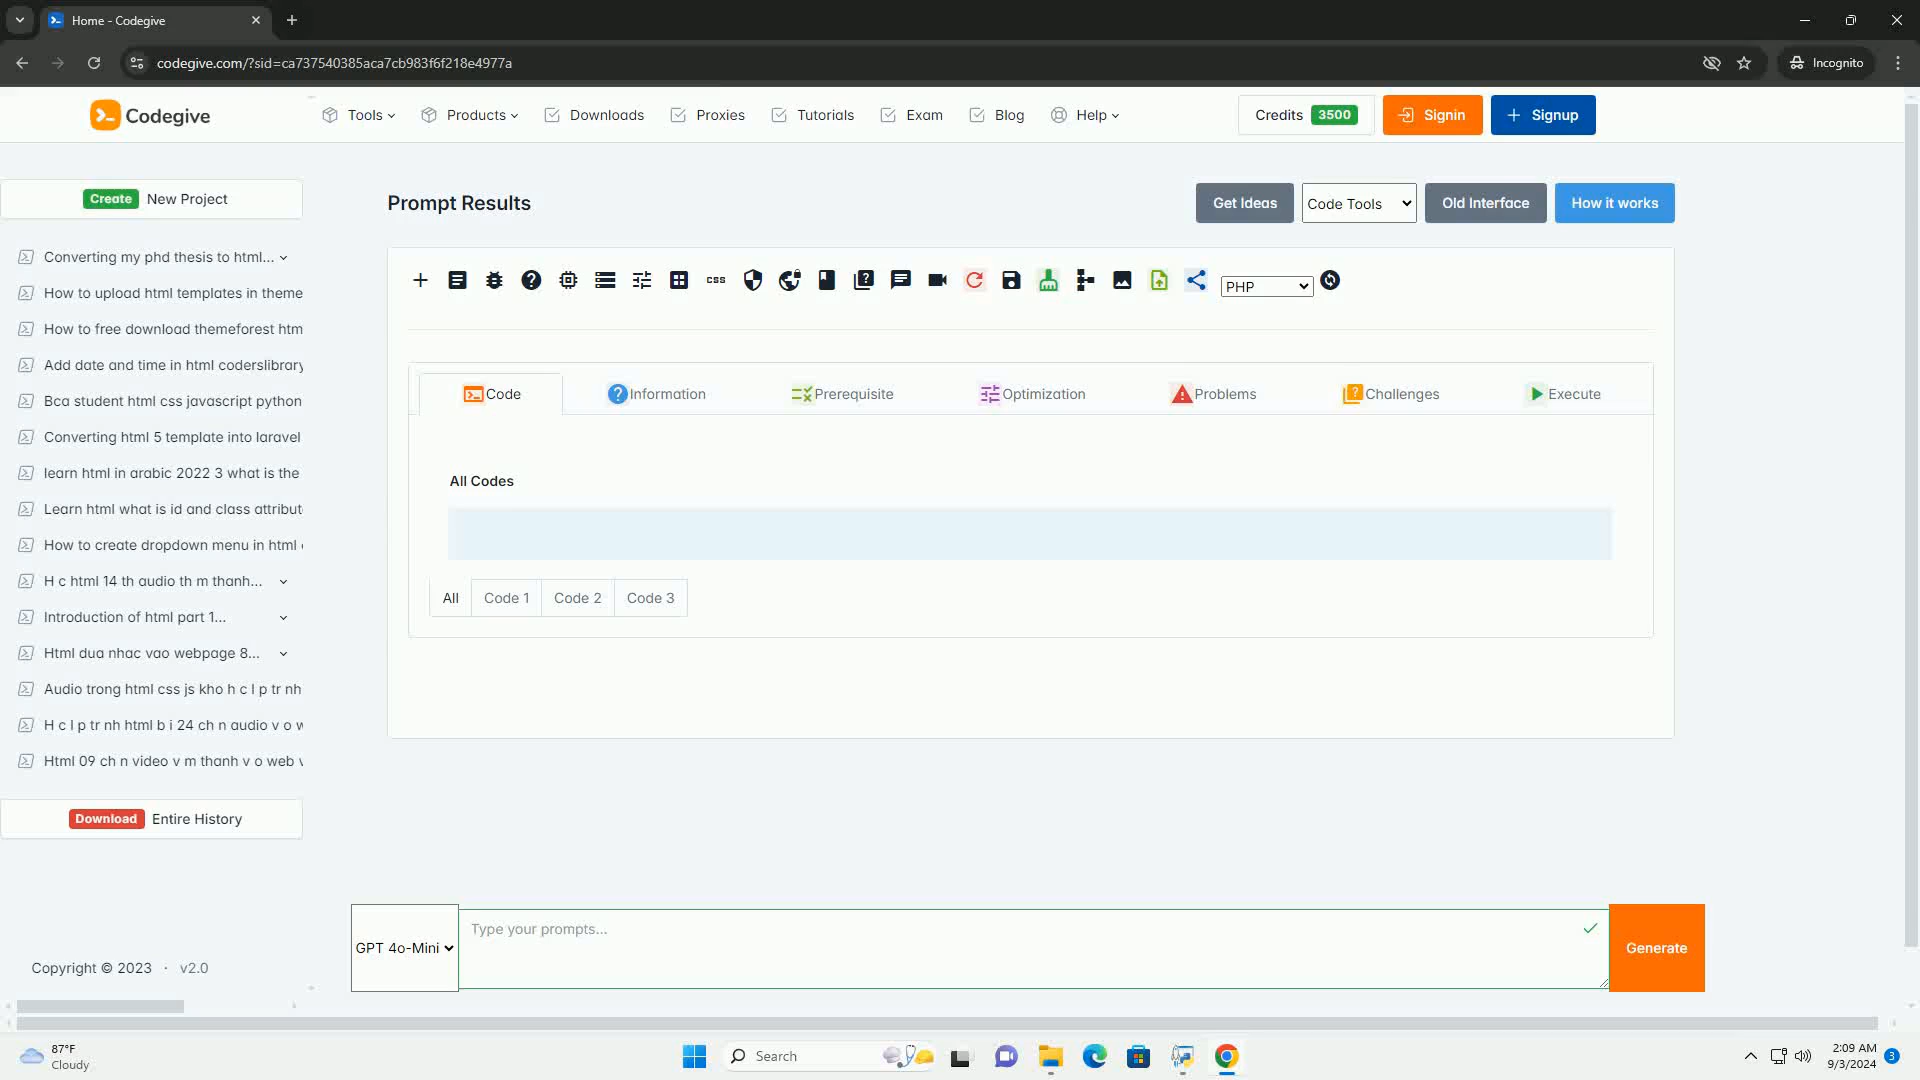 Home - Codegive
codegive.com/?sid=ca737540385aca7cb983f6f218e4977a
Incognito
Codegive
Tools
Products
Downloads
Proxies
Tutorials
Exam
Blog
Help
Credits 3500
Signin
Signup
Create New Project
Converting my phd thesis to html...
How to upload html templates in theme
How to free download themeforest htm
Add date and time in html coderslibrary
Bca student html css javascript python
Converting html 5 template into laravel
learn html in arabic 2022 3 what is the
Learn html what is id and class attribut
How to create dropdown menu in html
H c html 14 th audio th m thanh...
Introduction of html part 1...
Html dua nhac vao webpage 8...
Audio trong html css js kho h c l p tr nh
H c l p tr nh html b i 24 ch n audio v o w
Html 09 ch n video v m thanh v o web v
Download Entire History
Copyright © 2023 · v2.0
Prompt Results
Get Ideas
Code Tools
Old Interface
How it works
css
PHP
Code
Information
Prerequisite
Optimization
Problems
Challenges
Execute
All Codes
All
Code 1
Code 2
Code 3
GPT 4o-Mini
Type your prompts...
Generate
87°F
Cloudy
Search
2:09 AM
9/3/2024
3